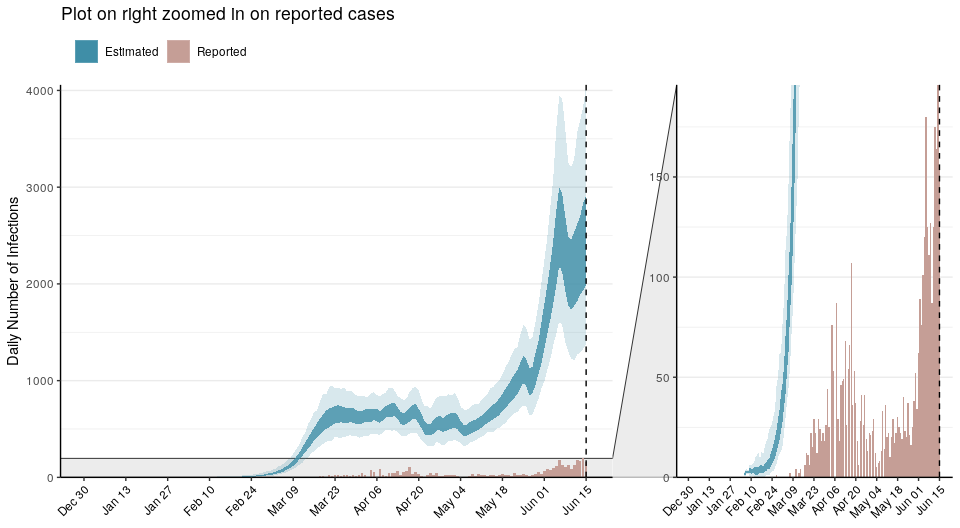 Plot on right zoomed in on reported cases
Estimated Reported
Daily Number of Infections
4000
3000
2000
1000
0
Dec 30 Jan 13 Jan 27 Feb 10 Feb 24 Mar 09 Mar 23 Apr 06 Apr 20 May 04 May 18 Jun 01 Jun 15
150
100
50
0
Dec 30 Jan 13 Jan 27 Feb 10 Feb 24 Mar 09 Mar 23 Apr 06 Apr 20 May 04 May 18 Jun 01 Jun 15